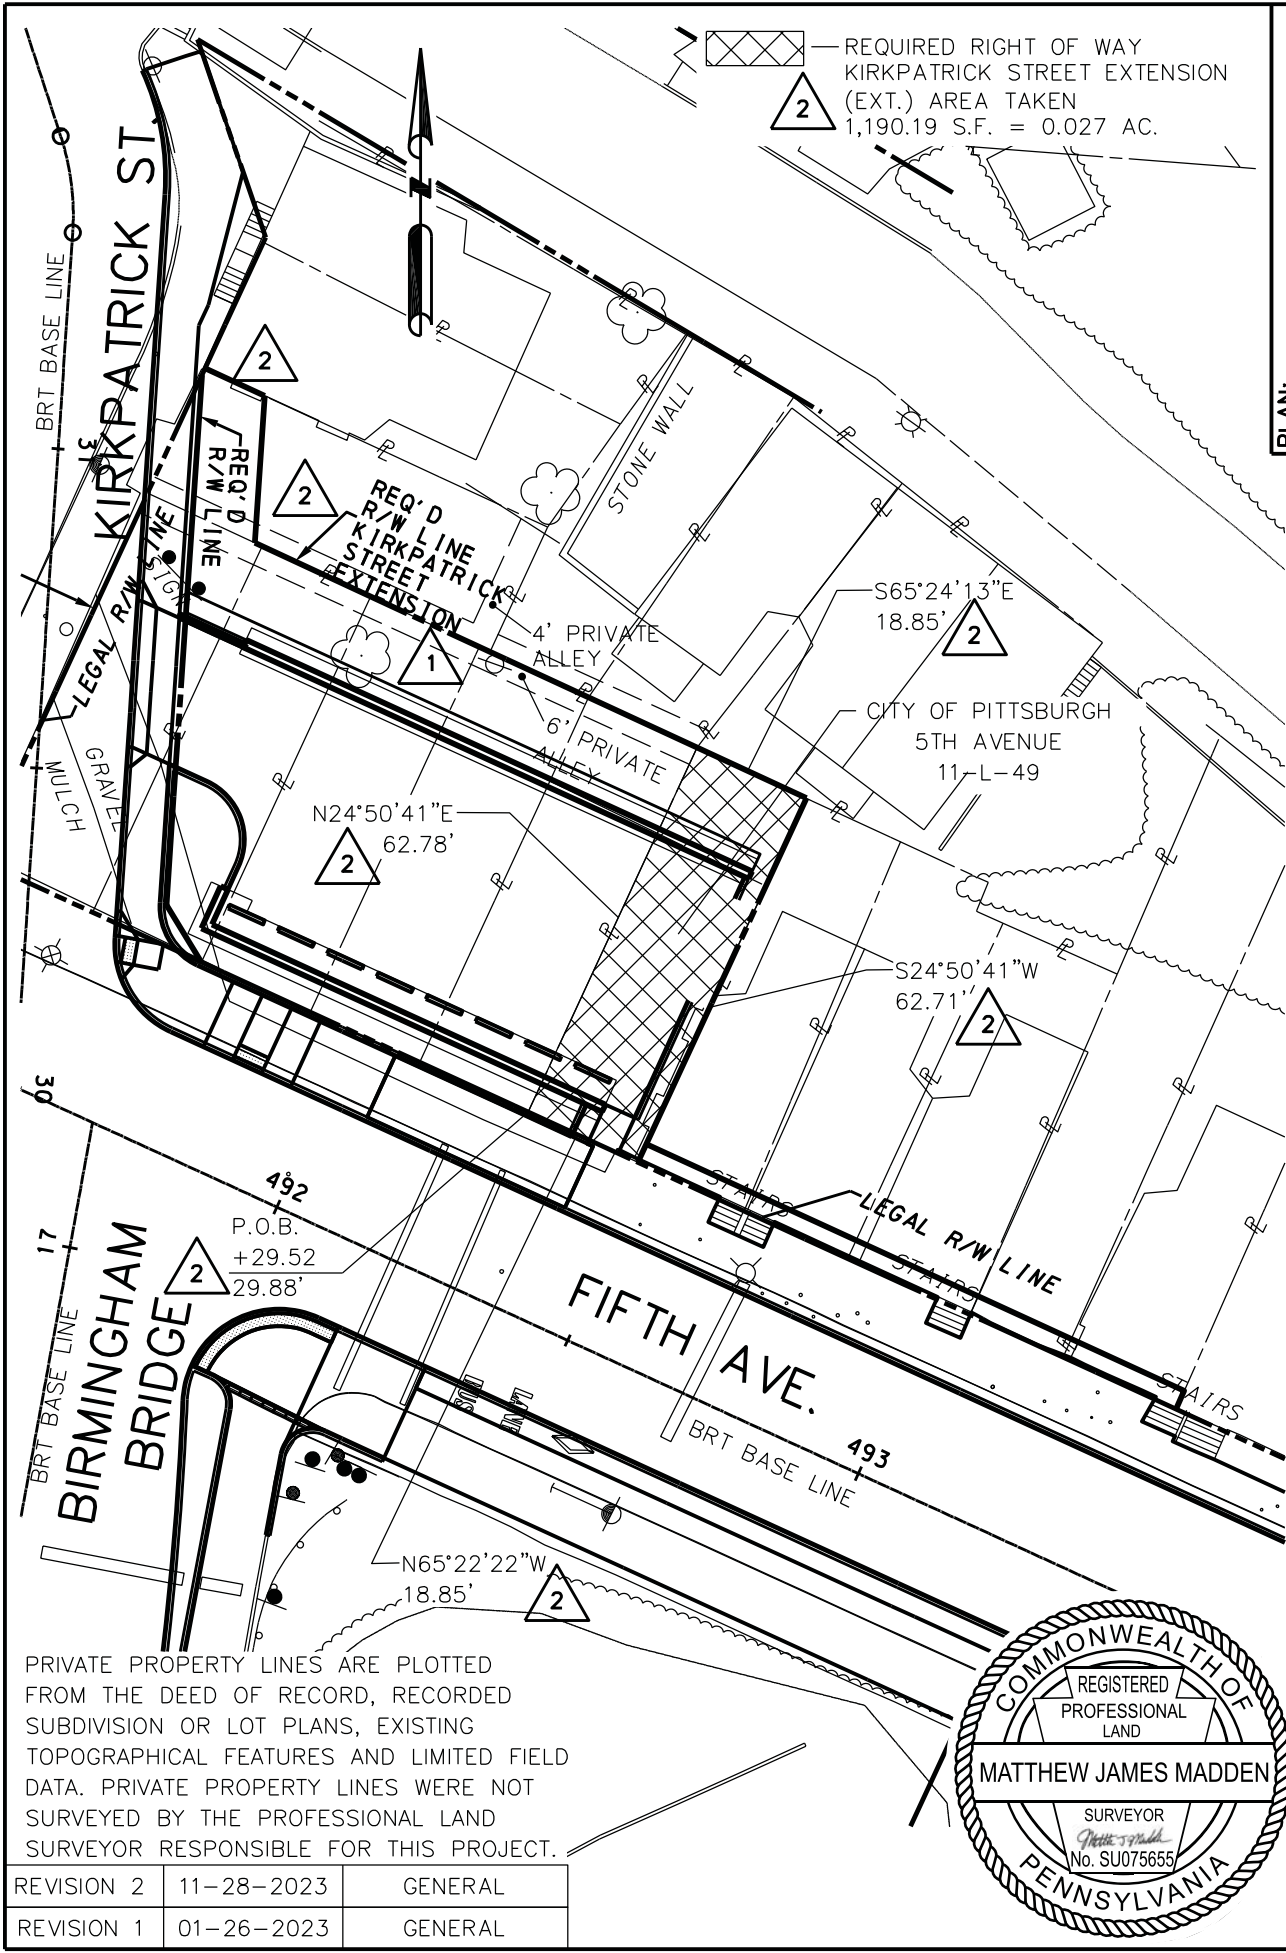 REQUIRED RIGHT OF WAY
KIRKPATRICK STREET EXTENSION
(EXT.) AREA TAKEN
1,190.19 S.F. = 0.027 AC.
2
PLAN:
KIRKPATRICK ST.
BRT BASE LINE
31
N
2
REQ'D
R/W LINE
2
REQ'D
R/W LINE
KIRKPATRICK
STREET
EXTENSION
STONE WALL
LEGAL R/W LINE
SIGN
1
4' PRIVATE
ALLEY
6' PRIVATE
ALLEY
S65°24'13"E
18.85'
2
CITY OF PITTSBURGH
5TH AVENUE
11-L-49
GRAVEL
MULCH
N24°50'41"E
62.78'
2
S24°50'41"W
62.71'
2
30
492
17
P.O.B.
+29.52
29.88'
2
STAIRS
LEGAL R/W LINE
STAIRS
STAIRS
BIRMINGHAM
BRIDGE
BRT BASE LINE
FIFTH AVE.
BUS
LANE
BRT BASE LINE
493
N65°22'22"W
18.85'
2
PRIVATE PROPERTY LINES ARE PLOTTED
FROM THE DEED OF RECORD, RECORDED
SUBDIVISION OR LOT PLANS, EXISTING
TOPOGRAPHICAL FEATURES AND LIMITED FIELD
DATA. PRIVATE PROPERTY LINES WERE NOT
SURVEYED BY THE PROFESSIONAL LAND
SURVEYOR RESPONSIBLE FOR THIS PROJECT.
REVISION 2 11-28-2023 GENERAL
REVISION 1 01-26-2023 GENERAL
COMMONWEALTH OF
REGISTERED
PROFESSIONAL
LAND
MATTHEW JAMES MADDEN
SURVEYOR
No. SU075655
PENNSYLVANIA